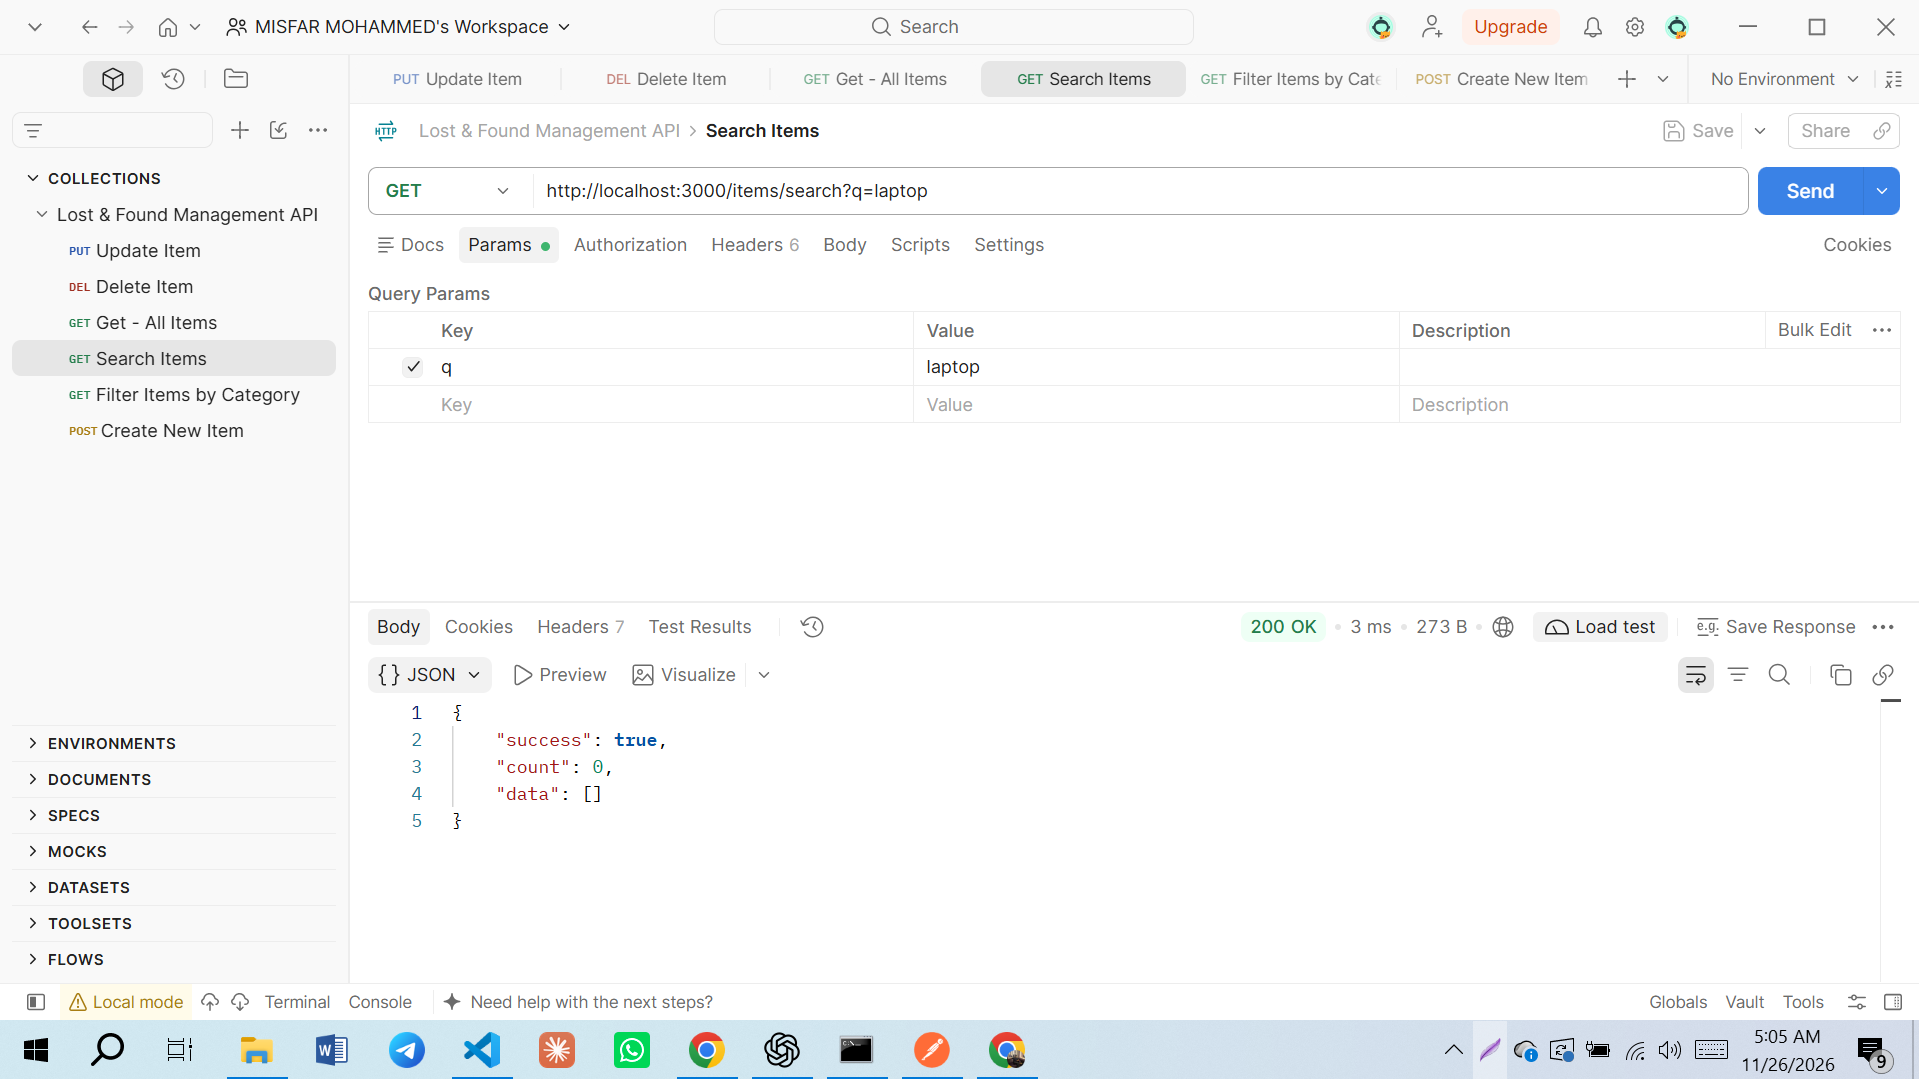 MISFAR MOHAMMED's Workspace
Search
Upgrade
PUT Update Item
DEL Delete Item
GET Get - All Items
GET Search Items
GET Filter Items by Cate
POST Create New Item
No Environment
HTTP Lost & Found Management API > Search Items
Save
Share
COLLECTIONS
Lost & Found Management API
PUT Update Item
DEL Delete Item
GET Get - All Items
GET Search Items
GET Filter Items by Category
POST Create New Item
ENVIRONMENTS
DOCUMENTS
SPECS
MOCKS
DATASETS
TOOLSETS
FLOWS
GET http://localhost:3000/items/search?q=laptop
Send
Docs Params Authorization Headers 6 Body Scripts Settings
Cookies
Query Params
Key Value Description Bulk Edit
q laptop
Key Value Description
Body Cookies Headers 7 Test Results
200 OK • 3 ms • 273 B
Load test
e.g. Save Response
{} JSON Preview Visualize
1 {
2 "success": true,
3 "count": 0,
4 "data": []
5 }
Local mode Terminal Console Need help with the next steps?
Globals Vault Tools
5:05 AM
11/26/2026
9